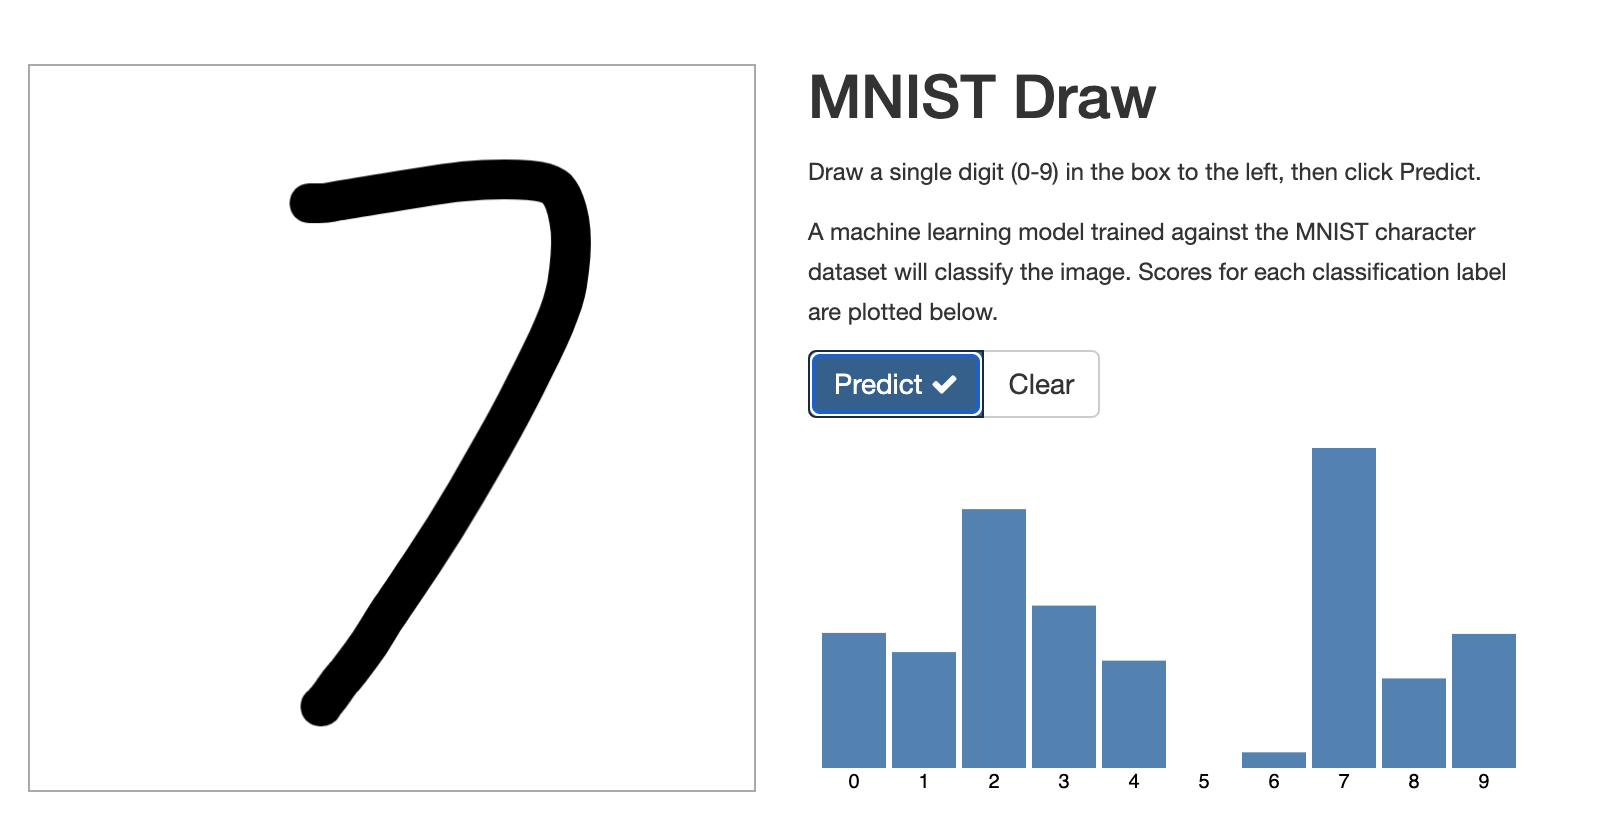 7
MNIST Draw
Draw a single digit (0-9) in the box to the left, then click Predict.
A machine learning model trained against the MNIST character
dataset will classify the image. Scores for each classification label
are plotted below.
Predict ✔ Clear
0 1 2 3 4 5 6 7 8 9